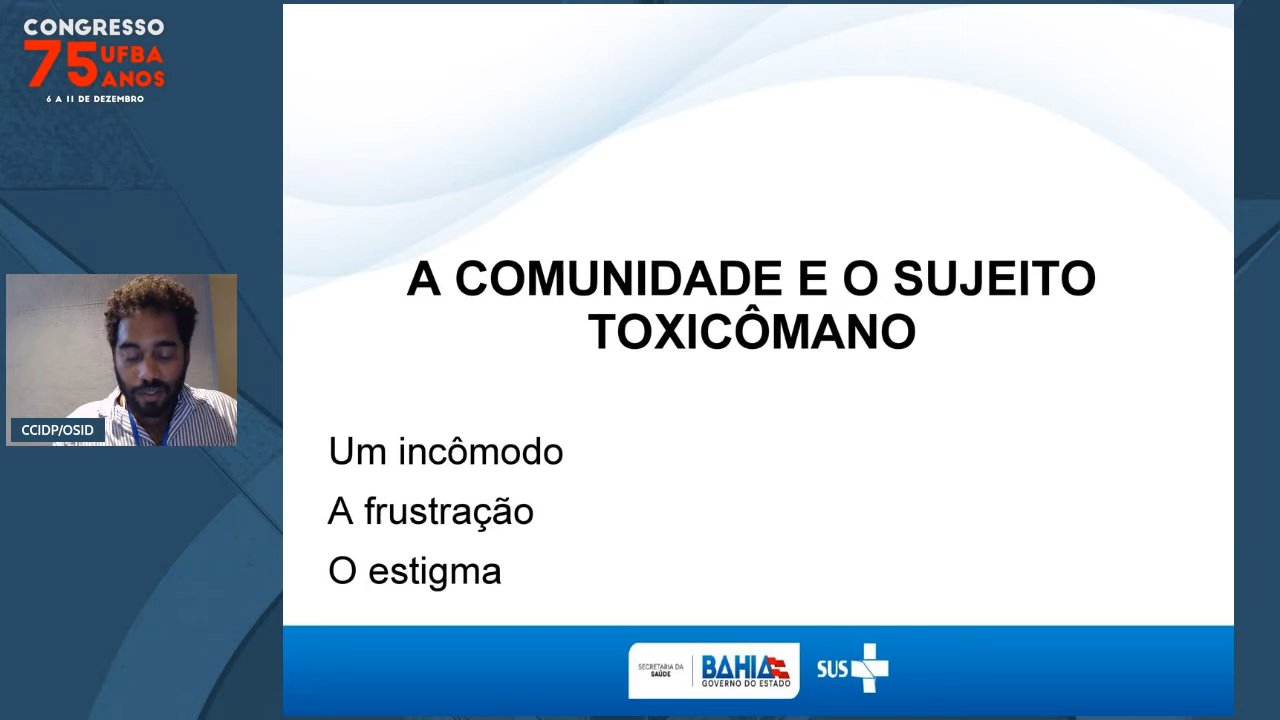 CONGRESSO
75 UFBA
ANOS
6 A 11 DE DEZEMBRO
A COMUNIDADE E O SUJEITO
TOXICÔMANO
CCIDP/OSID
Um incômodo
A frustração
O estigma
SECRETARIA DA
SAÚDE
BAHIA
GOVERNO DO ESTADO
SUS